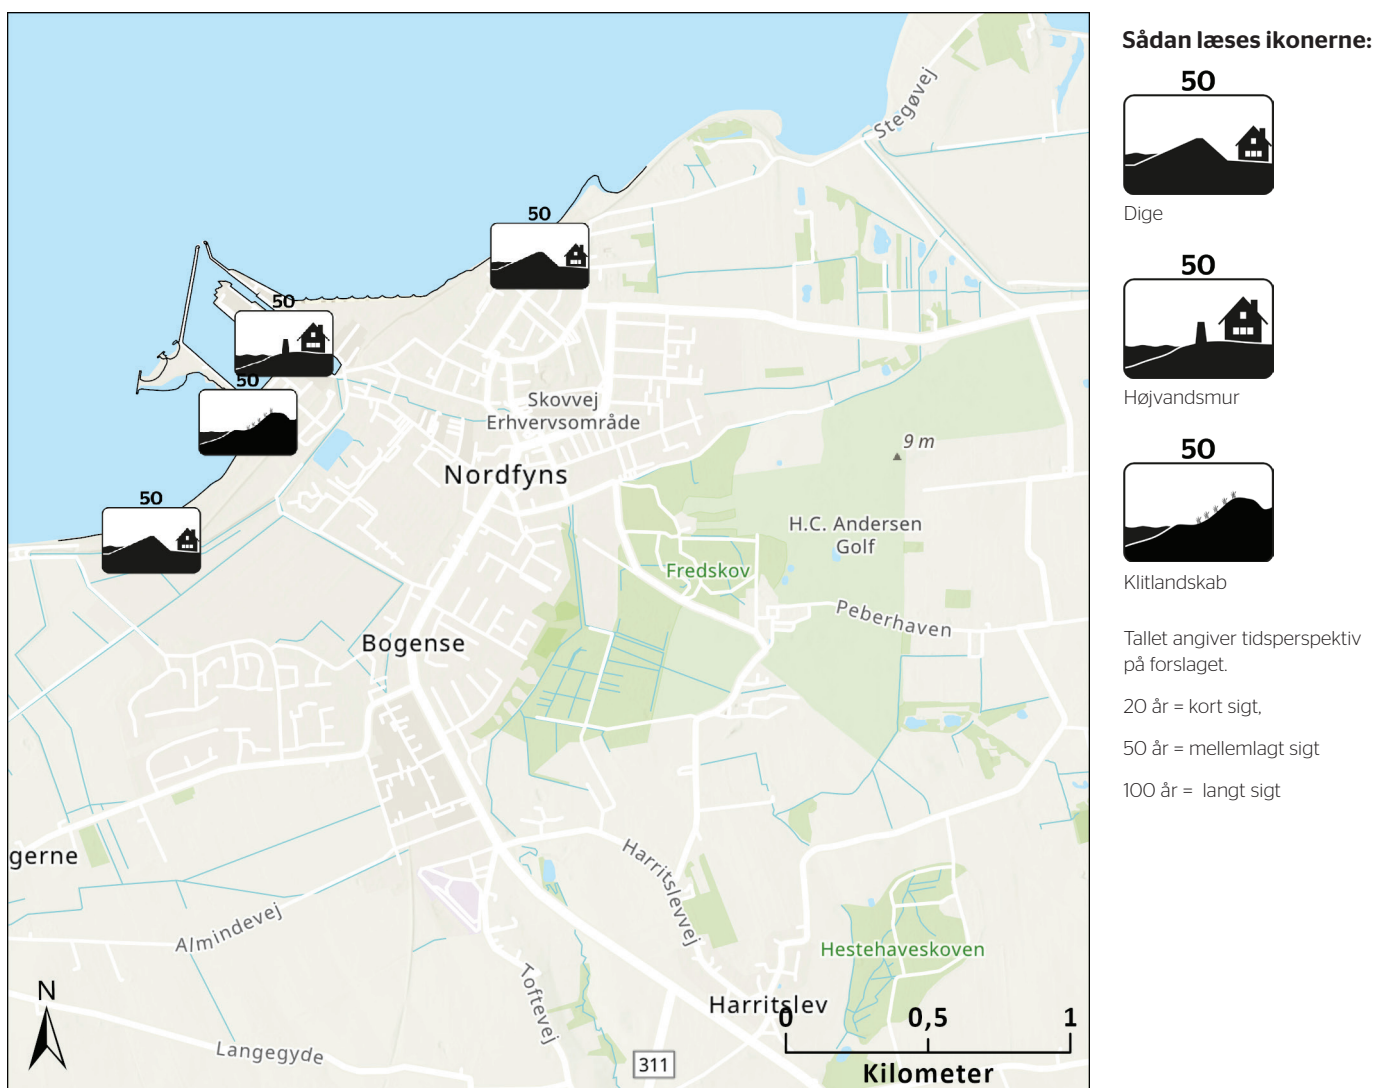 Stegøvej
50
50
50
50
Skovvej
Erhvervsområde
Nordfyns
9 m
H.C. Andersen
Golf
Fredskov
Peberhaven
Bogense
gerne
Almindevej
Harritslevvej
Toftevej
Hestehaveskoven
Harritslev
Langegyde
311
N
0 0,5 1
Kilometer
Sådan læses ikonerne:
50
Dige
50
Højvandsmur
50
Klitlandskab
Tallet angiver tidsperspektiv
på forslaget.
20 år = kort sigt,
50 år = mellemlagt sigt
100 år = langt sigt